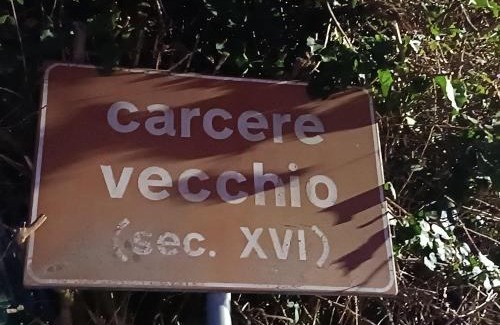 carcere
vecchio
(sec. XVI)